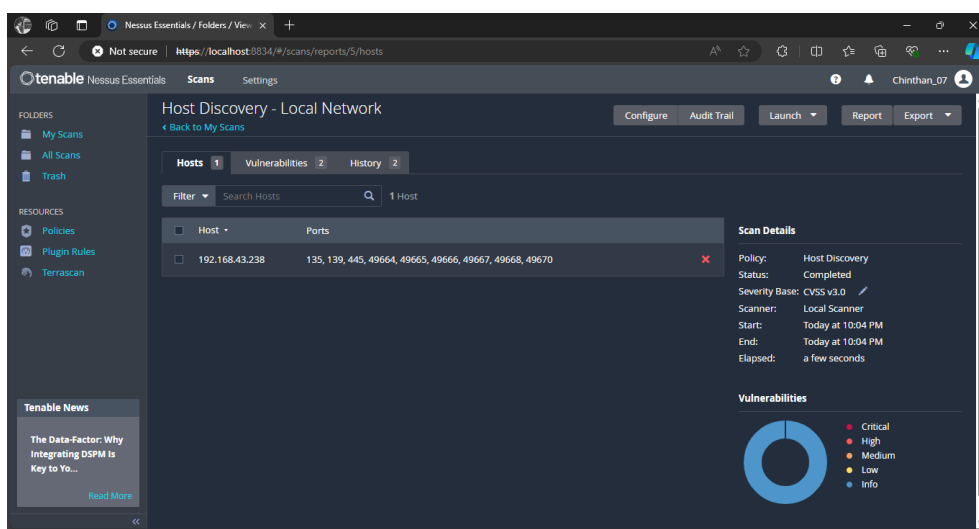 Nessus Essentials / Folders / View
Not secure https://localhost:8834/#/scans/reports/5/hosts
tenable Nessus Essentials Scans Settings Chinthan_07
FOLDERS
My Scans
All Scans
Trash
RESOURCES
Policies
Plugin Rules
Terrascan
Tenable News
The Data-Factor: Why
Integrating DSPM Is
Key to Yo...
Read More
Host Discovery - Local Network
Back to My Scans
Configure Audit Trail Launch Report Export
Hosts 1 Vulnerabilities 2 History 2
Filter Search Hosts 1 Host
Host Ports
192.168.43.238 135, 139, 445, 49664, 49665, 49666, 49667, 49668, 49670
Scan Details
Policy: Host Discovery
Status: Completed
Severity Base: CVSS v3.0
Scanner: Local Scanner
Start: Today at 10:04 PM
End: Today at 10:04 PM
Elapsed: a few seconds
Vulnerabilities
Critical
High
Medium
Low
Info